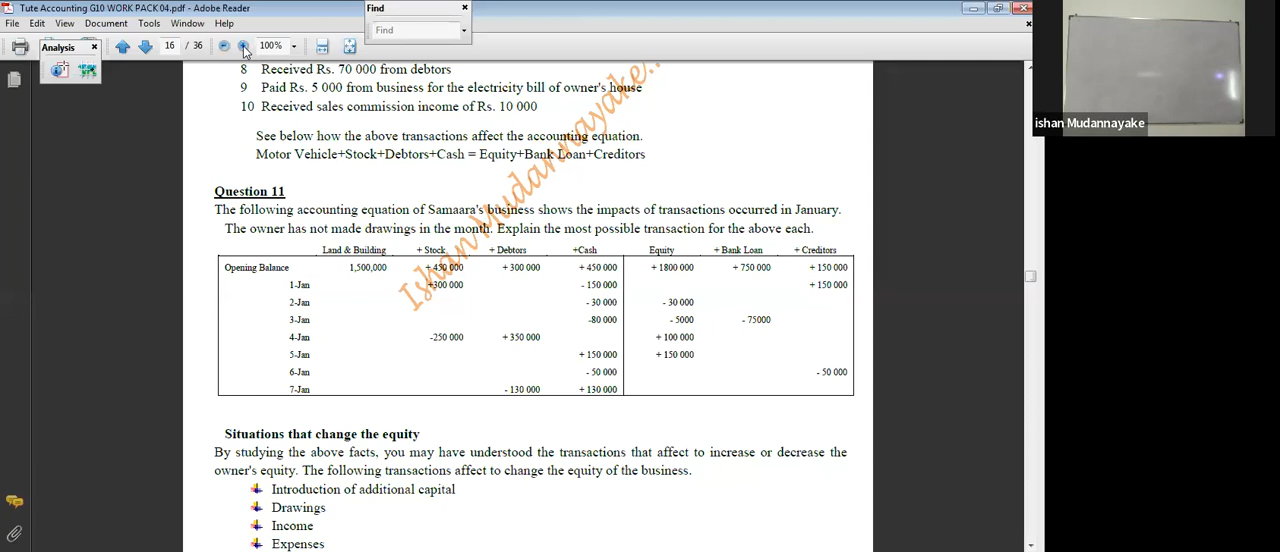 Tute Accounting G10 WORK PACK 04.pdf - Adobe Reader
File Edit View Document Tools Window Help
Find
Find
Analysis
16 / 36
100%
ishan Mudannayake
8 Received Rs. 70 000 from debtors
9 Paid Rs. 5 000 from business for the electricity bill of owner's house
10 Received sales commission income of Rs. 10 000
See below how the above transactions affect the accounting equation.
Motor Vehicle+Stock+Debtors+Cash = Equity+Bank Loan+Creditors
Ishan Mudannayake...
Question 11
The following accounting equation of Samaara's business shows the impacts of transactions occurred in January.
The owner has not made drawings in the month. Explain the most possible transaction for the above each.
Land & Building + Stock + Debtors +Cash Equity + Bank Loan + Creditors
Opening Balance 1,500,000 + 450 000 + 300 000 + 450 000 + 1800 000 + 750 000 + 150 000
1-Jan +300 000 - 150 000 + 150 000
2-Jan - 30 000 - 30 000
3-Jan -80 000 - 5000 - 75000
4-Jan -250 000 + 350 000 + 100 000
5-Jan + 150 000 + 150 000
6-Jan - 50 000 - 50 000
7-Jan - 130 000 + 130 000
Situations that change the equity
By studying the above facts, you may have understood the transactions that affect to increase or decrease the
owner's equity. The following transactions affect to change the equity of the business.
Introduction of additional capital
Drawings
Income
Expenses